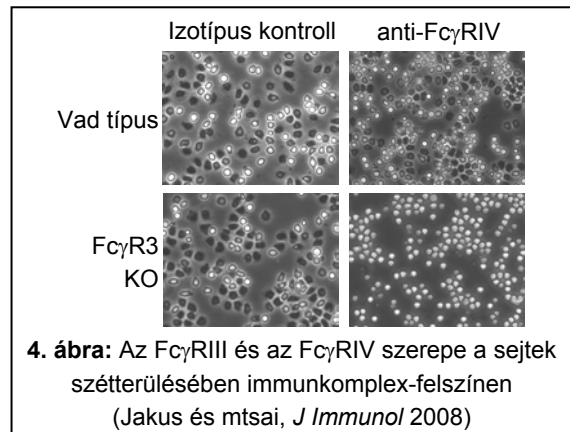 Izotípus kontroll anti-FcγRIV
Vad típus
FcγR3
KO
4. ábra: Az FcγRIII és az FcγRIV szerepe a sejtek
szétterülésében immunkomplex-felszínen
(Jakus és mtsai, J Immunol 2008)